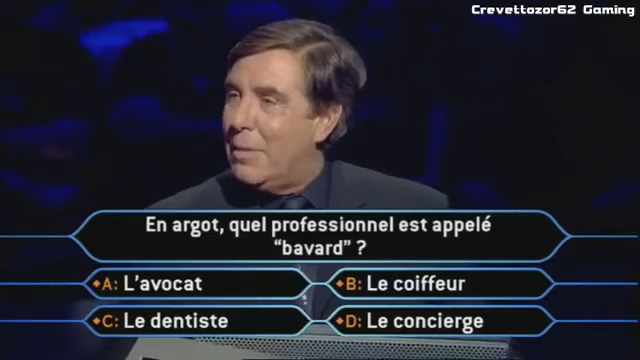 Crevettozor62 Gaming
En argot, quel professionnel est appelé
“bavard” ?
A: L’avocat
B: Le coiffeur
C: Le dentiste
D: Le concierge